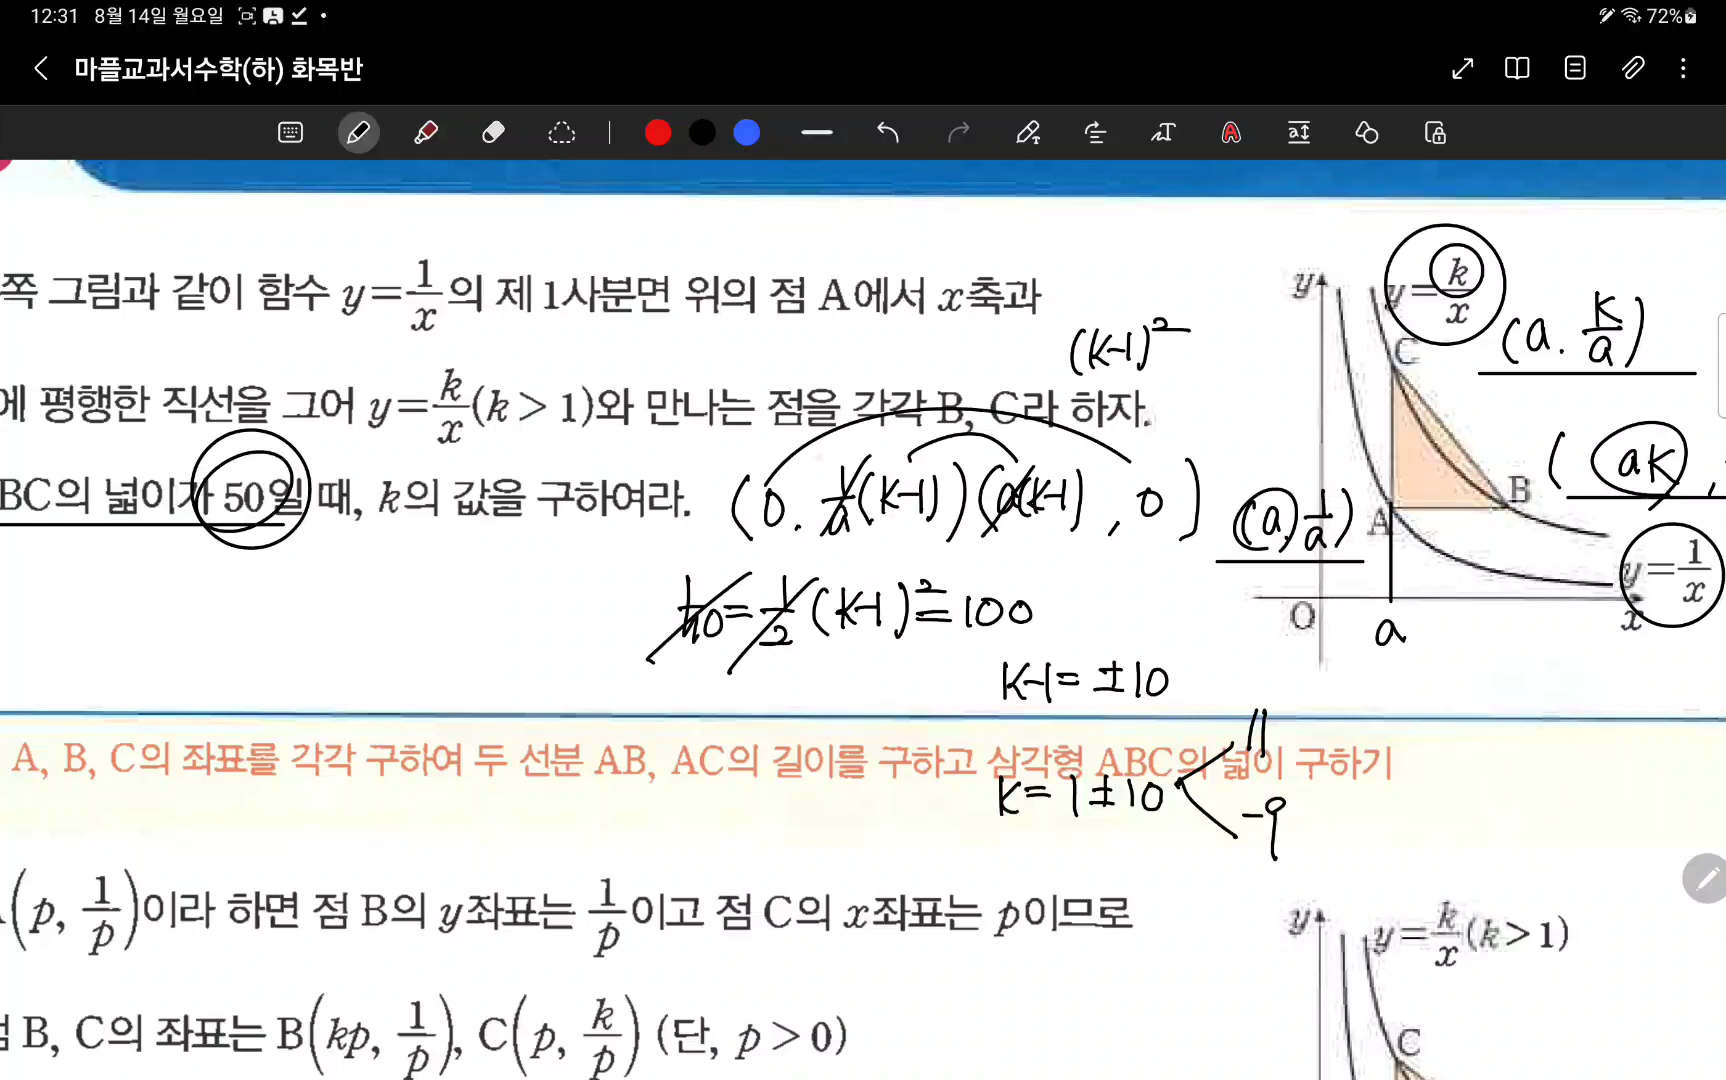 12:31 8월 14일 월요일
72%
마플교과서수학(하) 화목반
쪽 그림과 같이 함수 y=1/x의 제 1사분면 위의 점 A에서 x축과
(k-1)²
에 평행한 직선을 그어 y=k/x(k>1)와 만나는 점을 각각 B, C라 하자.
BC의 넓이가 50일 때, k의 값을 구하여라.
(0, 1/a(k-1)) (a(k-1), 0)
=1/2(k-1)²=100
k-1=±10
k=1±10
11
-9
y
y=k/x
C
(a, k/a)
B
(ak,
(a, 1/a)
A
y=1/x
O
a
x
A, B, C의 좌표를 각각 구하여 두 선분 AB, AC의 길이를 구하고 삼각형 ABC의 넓이 구하기
(p, 1/p)이라 하면 점 B의 y좌표는 1/p이고 점 C의 x좌표는 p이므로
B, C의 좌표는 B(kp, 1/p), C(p, k/p) (단, p>0)
y
y=k/x(k>1)
C